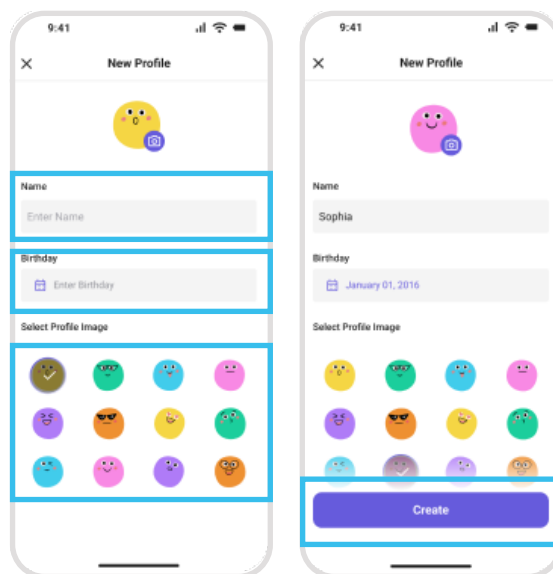 9:41
New Profile
Name
Enter Name
Birthday
Enter Birthday
Select Profile Image
9:41
New Profile
Name
Sophia
Birthday
January 01, 2016
Select Profile Image
Create